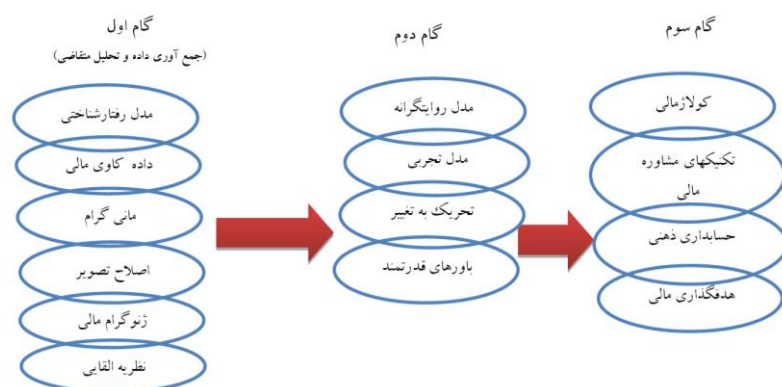 گام اول
(جمع آوری داده و تحلیل متقاضی)
مدل رفتارشناختی
داده کاوی مالی
مانی گرام
اصلاح تصویر
ژنوگرام مالی
نظریه القایی
گام دوم
مدل روایتگرانه
مدل تجربی
تحریک به تغییر
باورهای قدرتمند
گام سوم
کولاژمالی
تکنیکهای مشاوره
مالی
حسابداری ذهنی
هدفگذاری مالی